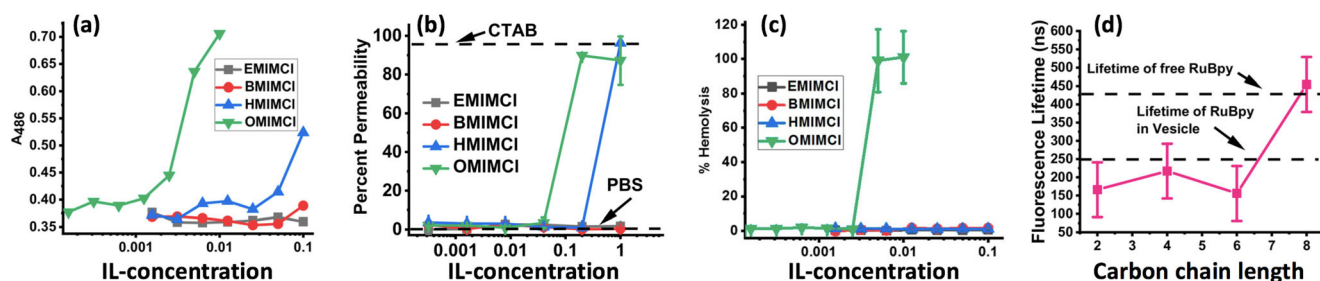 (a)
A486
0.70
0.65
0.60
0.55
0.50
0.45
0.40
0.35
EMIMCl
BMIMCl
HMIMCl
OMIMCl
0.001
0.01
0.1
IL-concentration
(b)
Percent Permability
100
80
60
40
20
0
CTAB
EMIMCl
BMIMCl
HMIMCl
OMIMCl
PBS
0.001
0.01
0.1
1
IL-concentration
(c)
% Hemolysis
120
100
80
60
40
20
0
EMIMCl
BMIMCl
HMIMCl
OMIMCl
0.001
0.01
0.1
IL-concentration
(d)
Fluorescence Lifetime (ns)
600
550
500
450
400
350
300
250
200
150
100
50
Lifetime of free RuBpy
Lifetime of RuBpy
in Vesicle
2
3
4
5
6
7
8
Carbon chain length